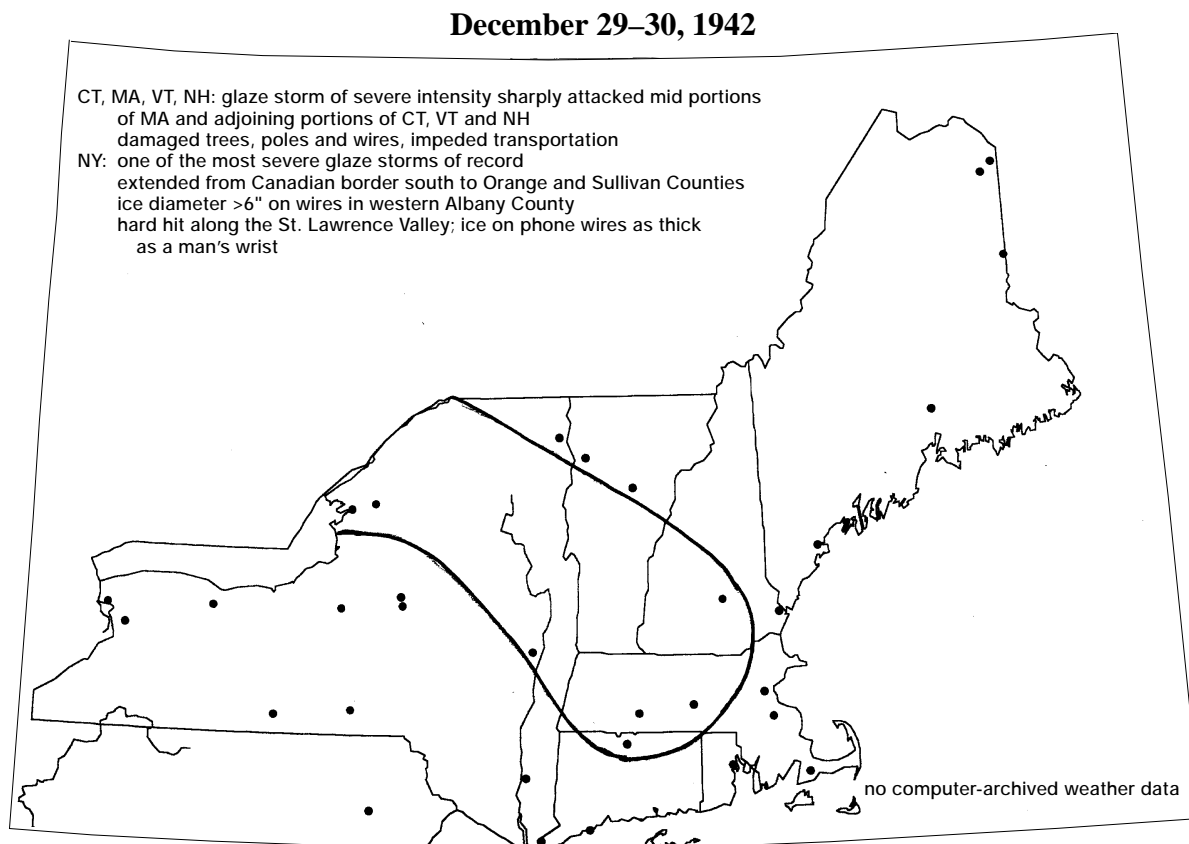 December 29–30, 1942
CT, MA, VT, NH: glaze storm of severe intensity sharply attacked mid portions
of MA and adjoining portions of CT, VT and NH
damaged trees, poles and wires, impeded transportation
NY: one of the most severe glaze storms of record
extended from Canadian border south to Orange and Sullivan Counties
ice diameter >6" on wires in western Albany County
hard hit along the St. Lawrence Valley; ice on phone wires as thick
as a man's wrist
no computer-archived weather data